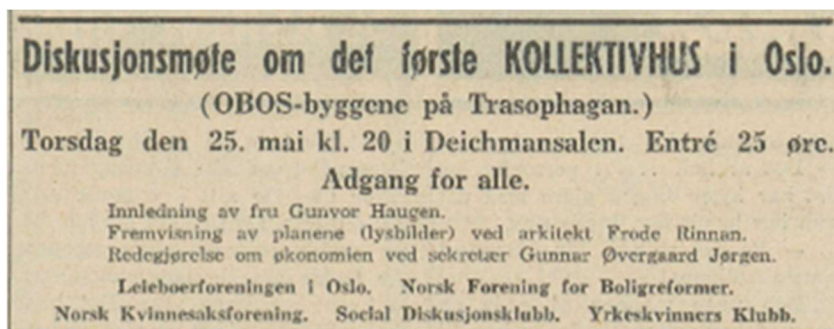 Diskusjonsmøte om det første KOLLEKTIVHUS i Oslo.
(OBOS-byggene på Trasophagan.)
Torsdag den 25. mai kl. 20 i Deichmansalen. Entré 25 øre.
Adgang for alle.
Innledning av fru Gunvor Haugen.
Fremvisning av planene (lysbilder) ved arkitekt Frode Rinnan.
Redegjørelse om økonomien ved sekretær Gunnar Øvergaard Jørgen.
Leieboerforeningen i Oslo. Norsk Forening for Boligreformer.
Norsk Kvinnesaksforening. Social Diskusjonsklubb. Yrkeskvinners Klubb.